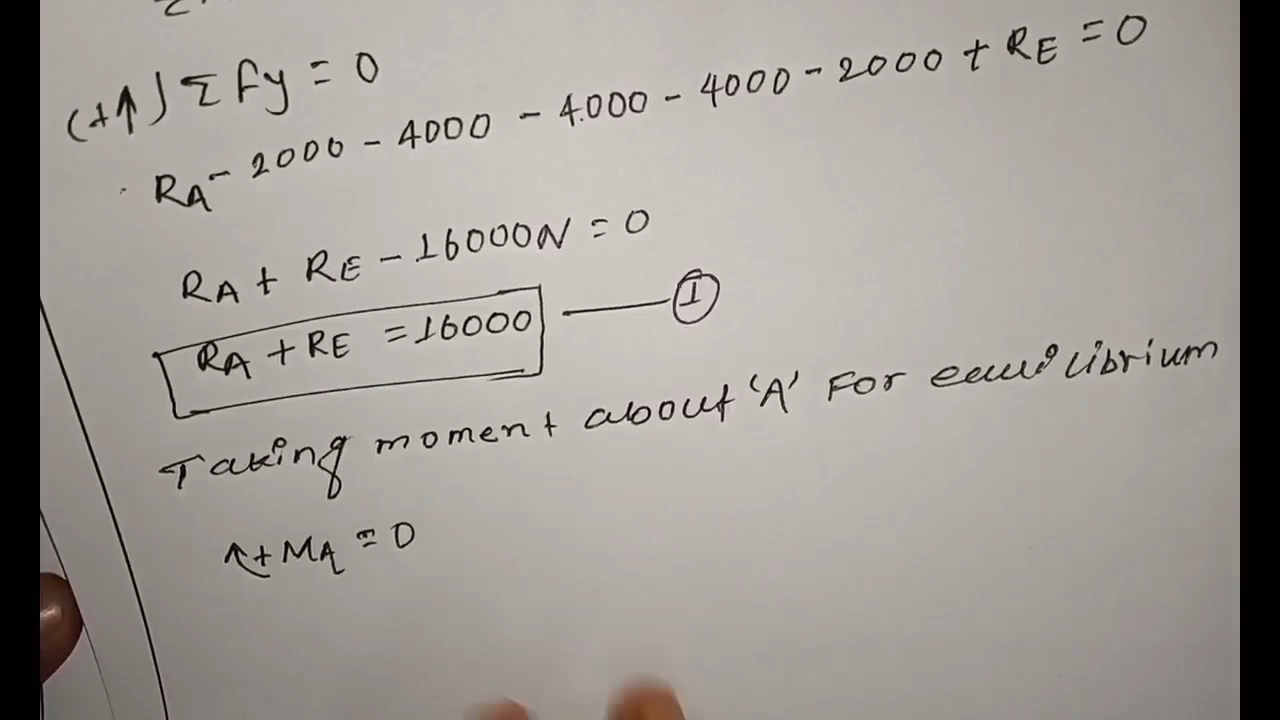 (+↑) Σ Fy = 0
RA - 2000 - 4000 - 4000 - 4000 - 2000 + RE = 0
RA + RE - 16000N = 0
RA + RE = 16000 ——— ①
Taking moment about 'A' For equilibrium
↶+ MA = 0